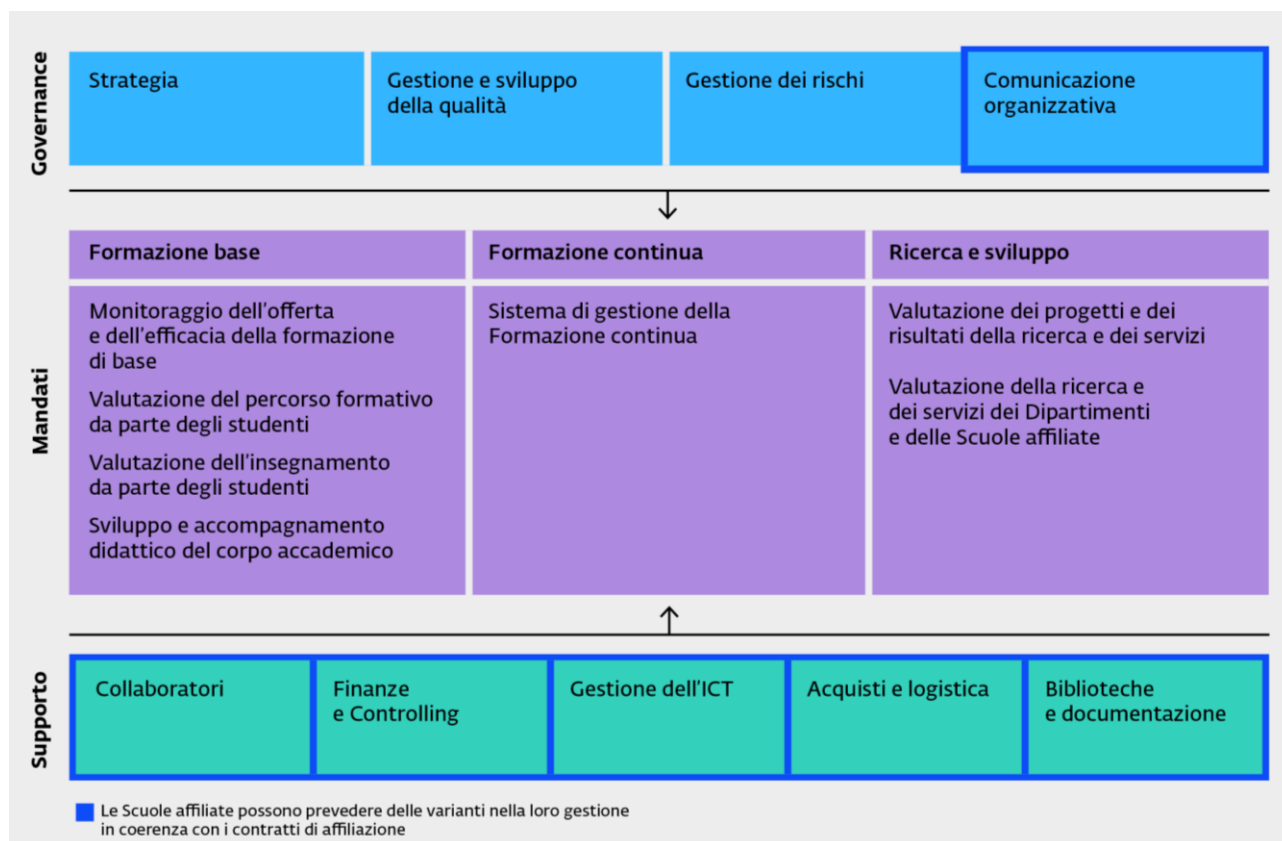 Governance
Strategia
Gestione e sviluppo
della qualità
Gestione dei rischi
Comunicazione
organizzativa
Mandati
Formazione base
Monitoraggio dell'offerta
e dell'efficacia della formazione
di base
Valutazione del percorso formativo
da parte degli studenti
Valutazione dell'insegnamento
da parte degli studenti
Sviluppo e accompagnamento
didattico del corpo accademico
Formazione continua
Sistema di gestione della
Formazione continua
Ricerca e sviluppo
Valutazione dei progetti e dei
risultati della ricerca e dei servizi
Valutazione della ricerca e
dei servizi dei Dipartimenti
e delle Scuole affiliate
Supporto
Collaboratori
Finanze
e Controlling
Gestione dell'ICT
Acquisti e logistica
Biblioteche
e documentazione
Le Scuole affiliate possono prevedere delle varianti nella loro gestione
in coerenza con i contratti di affiliazione